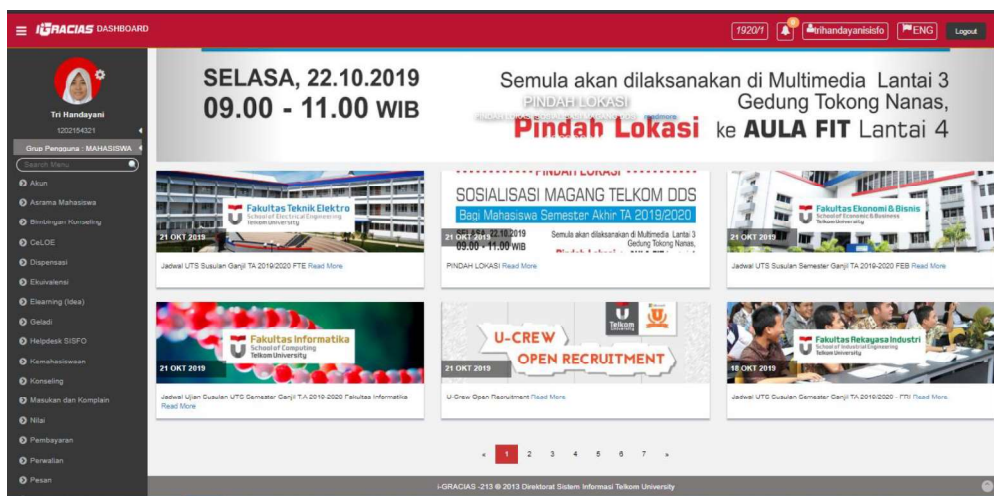 iGRACIAS DASHBOARD
1920/1
trihandayanisisfo
ENG
Logout
Tri Handayani
1202154321
Grup Pengguna : MAHASISWA
Search Menu
Akun
Asrama Mahasiswa
Bimbingan Konseling
CeLOE
Dispensasi
Ekuivalensi
Elearning (Idea)
Geladi
Helpdesk SISFO
Kemahasiswaan
Konseling
Masukan dan Komplain
Nilai
Pembayaran
Perwalian
Pesan
SELASA, 22.10.2019
09.00 - 11.00 WIB
Semula akan dilaksanakan di Multimedia Lantai 3
Gedung Tokong Nanas,
Pindah Lokasi ke AULA FIT Lantai 4
PINDAH LOKASI
Fakultas Teknik Elektro
School of Electrical Engineering
Telkom University
21 OKT 2019
Jadwal UTS Susulan Ganjil TA 2019/2020 FTE Read More
PINDAH LOKASI
SOSIALISASI MAGANG TELKOM DDS
Bagi Mahasiswa Semester Akhir TA 2019/2020
22.10.2019
09.00 - 11.00 WIB
Semula akan dilaksanakan di Multimedia Lantai 3
Gedung Tokong Nanas,
21 OKT 2019
PINDAH LOKASI Read More
Fakultas Ekonomi & Bisnis
School of Economic & Business
Telkom University
21 OKT 2019
Jadwal UTS Susulan Semester Ganjil TA 2019-2020 FEB Read More
Fakultas Informatika
School of Computing
Telkom University
21 OKT 2019
Jadwal Ujian Susulan UTS Semester Ganjil T.A 2019-2020 Fakultas Informatika
Read More
Telkom
University
U-CREW
OPEN RECRUITMENT
21 OKT 2019
U-Crew Open Recruitment Read More
Fakultas Rekayasa Industri
School of Industrial Engineering
Telkom University
18 OKT 2019
Jadwal UTS Susulan Semester Ganjil TA 2019/2020 - FRI Read More
« 1 2 3 4 5 6 7 »
i-GRACIAS -213 © 2013 Direktorat Sistem Informasi Telkom University